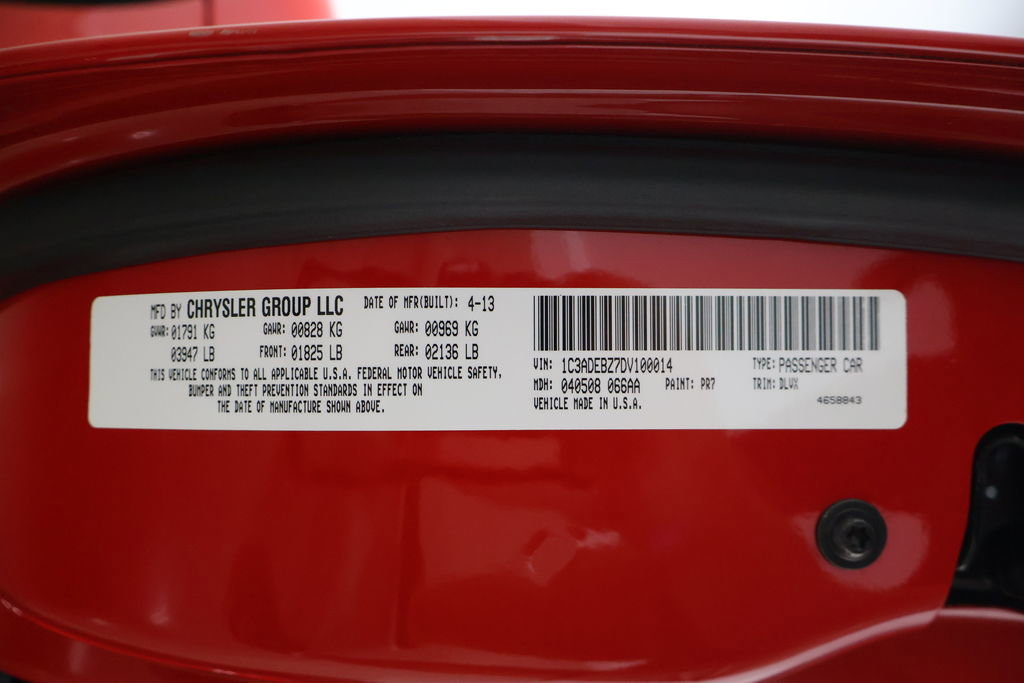 MFD BY CHRYSLER GROUP LLC DATE OF MFR(BUILT): 4-13
GVWR: 01791 KG GAWR: 00828 KG GAWR: 00969 KG
03947 LB FRONT: 01825 LB REAR: 02136 LB
THIS VEHICLE CONFORMS TO ALL APPLICABLE U.S.A. FEDERAL MOTOR VEHICLE SAFETY,
BUMPER AND THEFT PREVENTION STANDARDS IN EFFECT ON
THE DATE OF MANUFACTURE SHOWN ABOVE.
VIN: 1C3ADEBZ7DV100014 TYPE: PASSENGER CAR
MDH: 040508 066AA PAINT: PR7 TRIM: DLVX
VEHICLE MADE IN U.S.A. 4658843